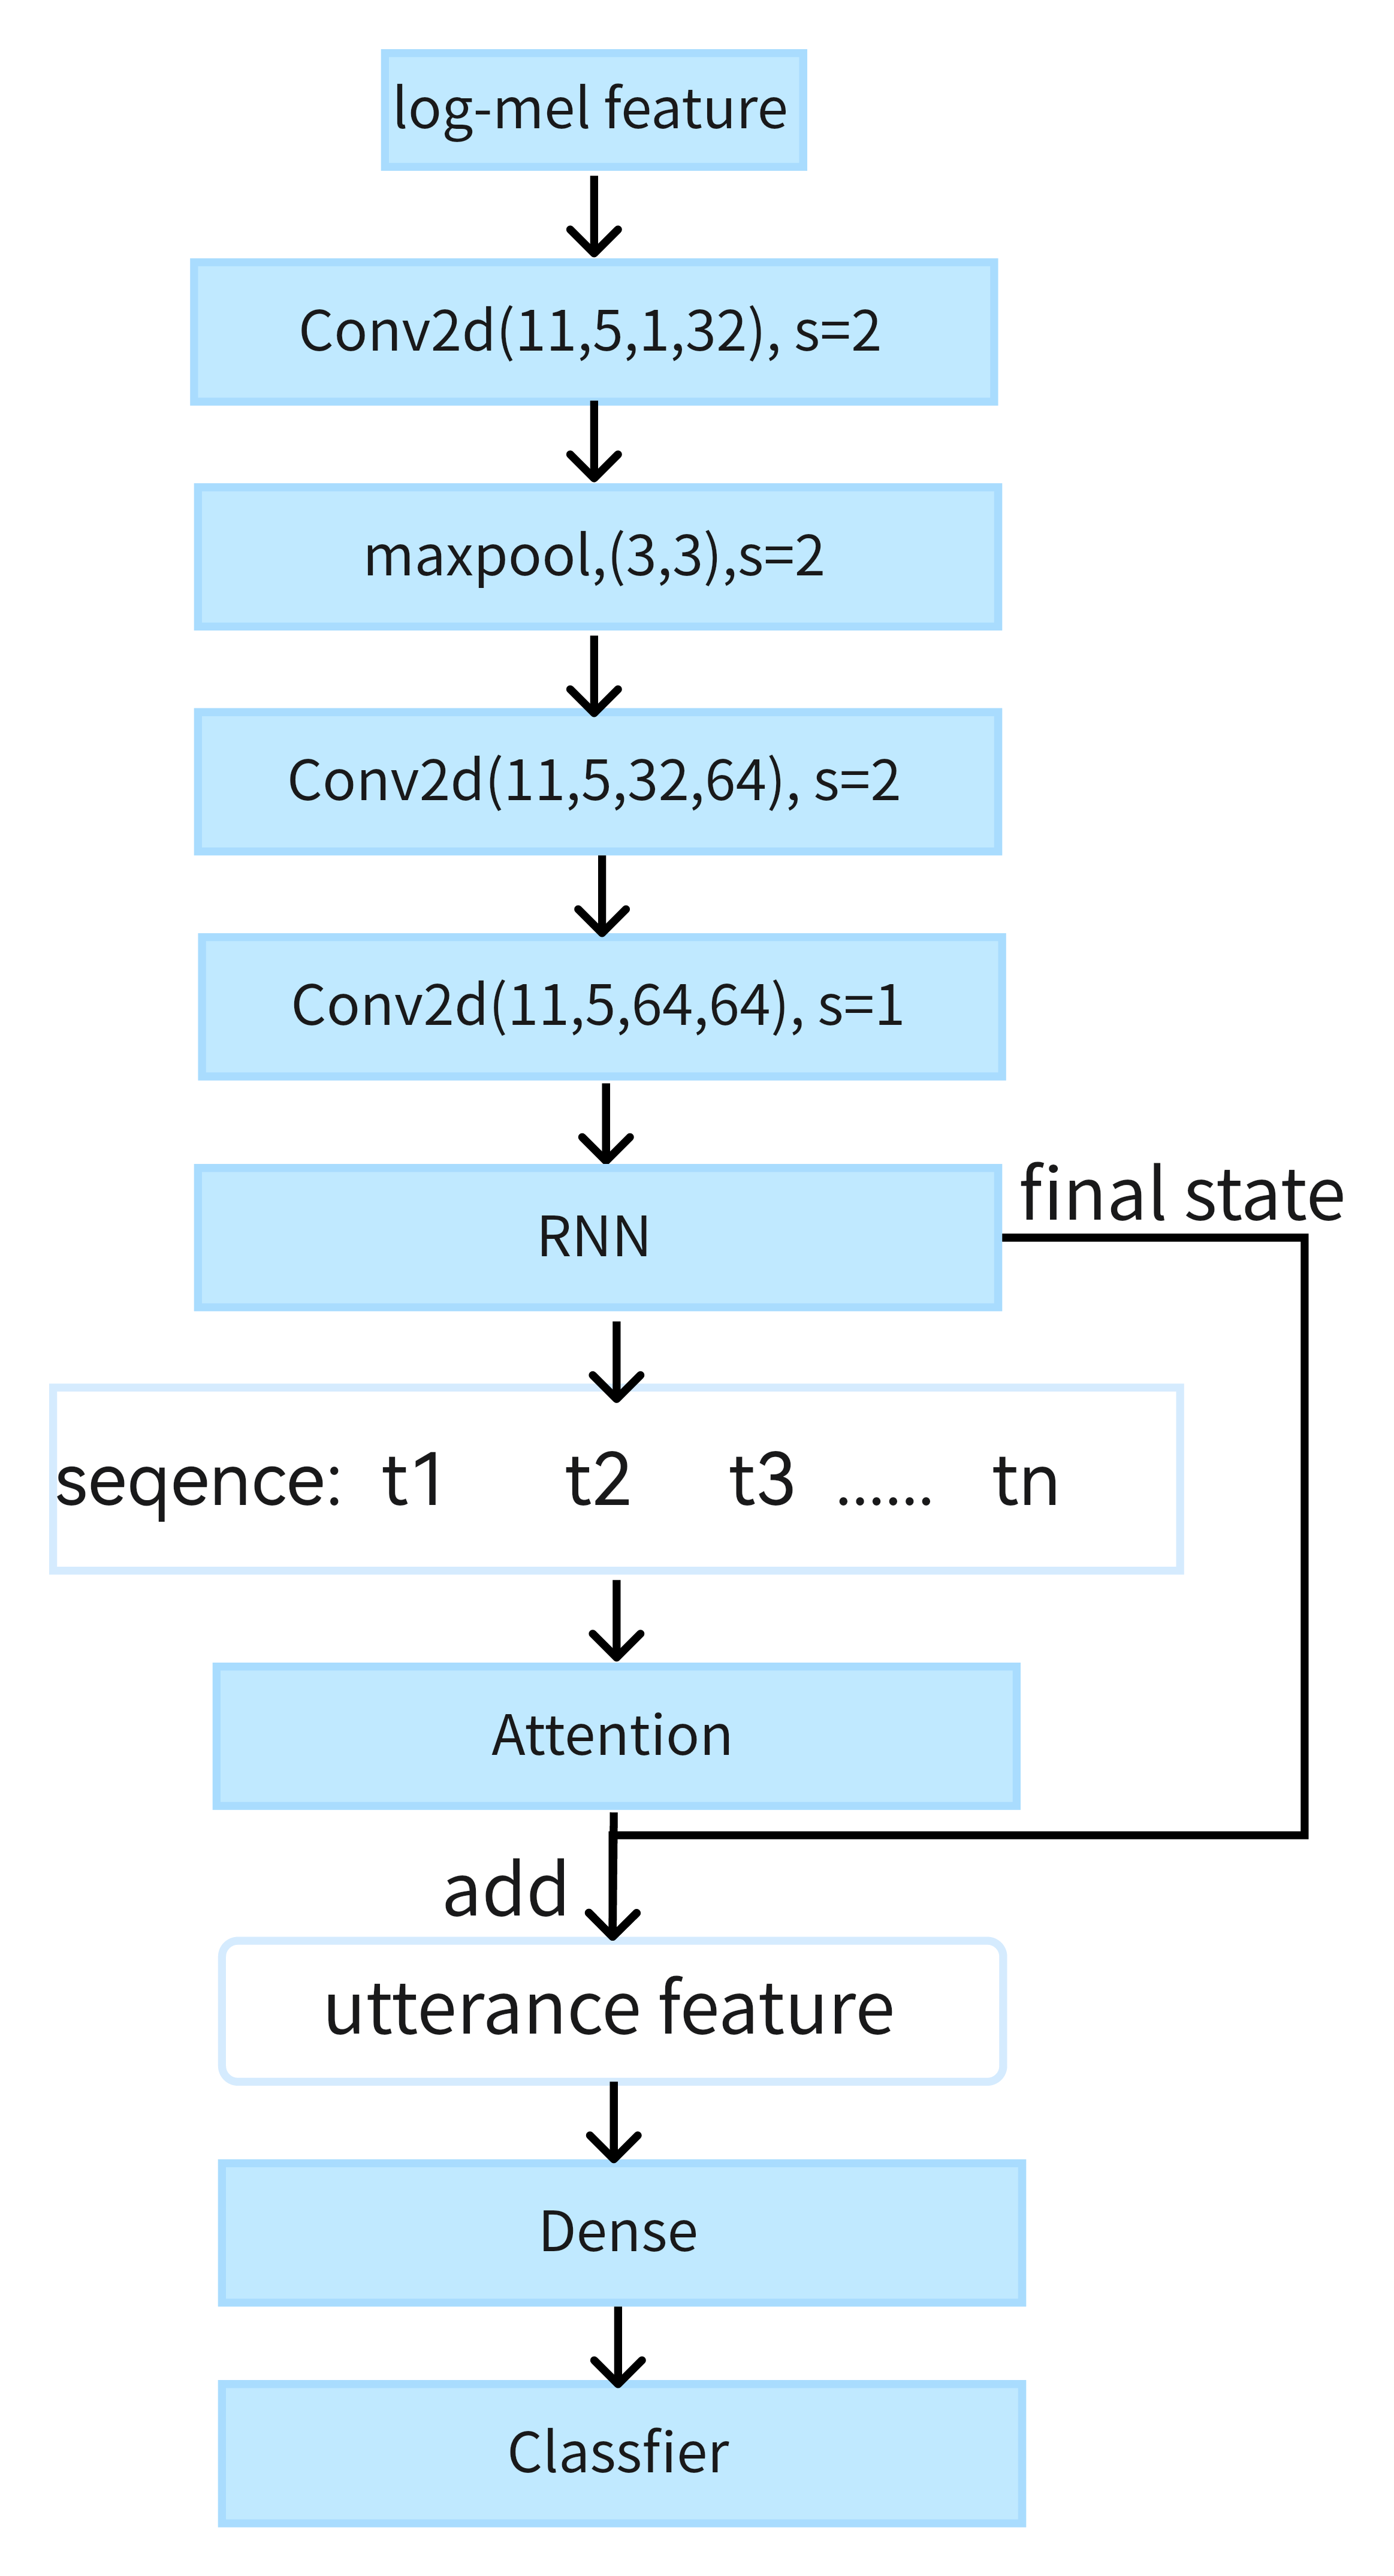 log-mel feature
Conv2d(11,5,1,32), s=2
maxpool,(3,3),s=2
Conv2d(11,5,32,64), s=2
Conv2d(11,5,64,64), s=1
final state
RNN
seqence: t1 t2 t3 ...... tn
Attention
add
utterance feature
Dense
Classfier